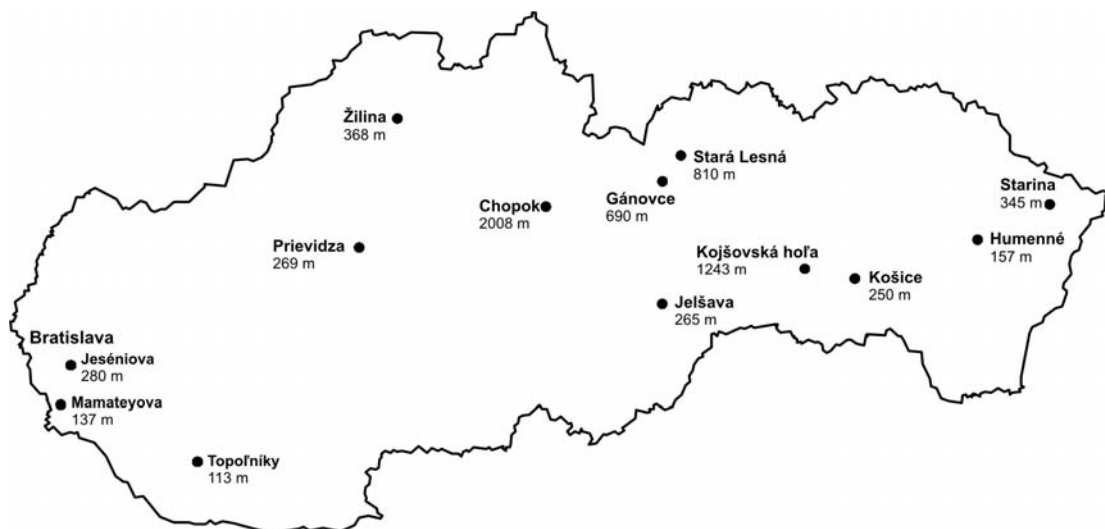 Žilina
368 m
Stará Lesná
810 m
Gánovce
690 m
Starina
345 m
Chopok
2008 m
Prievidza
269 m
Humenné
157 m
Kojšovská hoľa
1243 m
Košice
250 m
Jelšava
265 m
Bratislava
Jeséniova
280 m
Mamateyova
137 m
Topoľníky
113 m